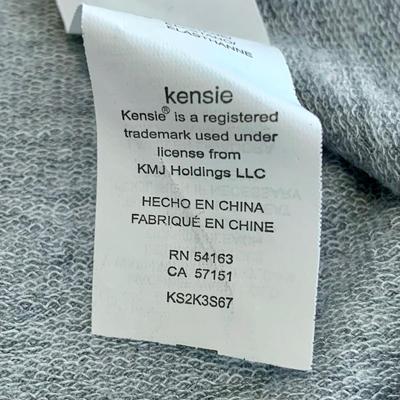 ELASTHANNE
kensie
Kensie® is a registered
trademark used under
license from
KMJ Holdings LLC
HECHO EN CHINA
FABRIQUÉ EN CHINE
RN 54163
CA 57151
KS2K3S67